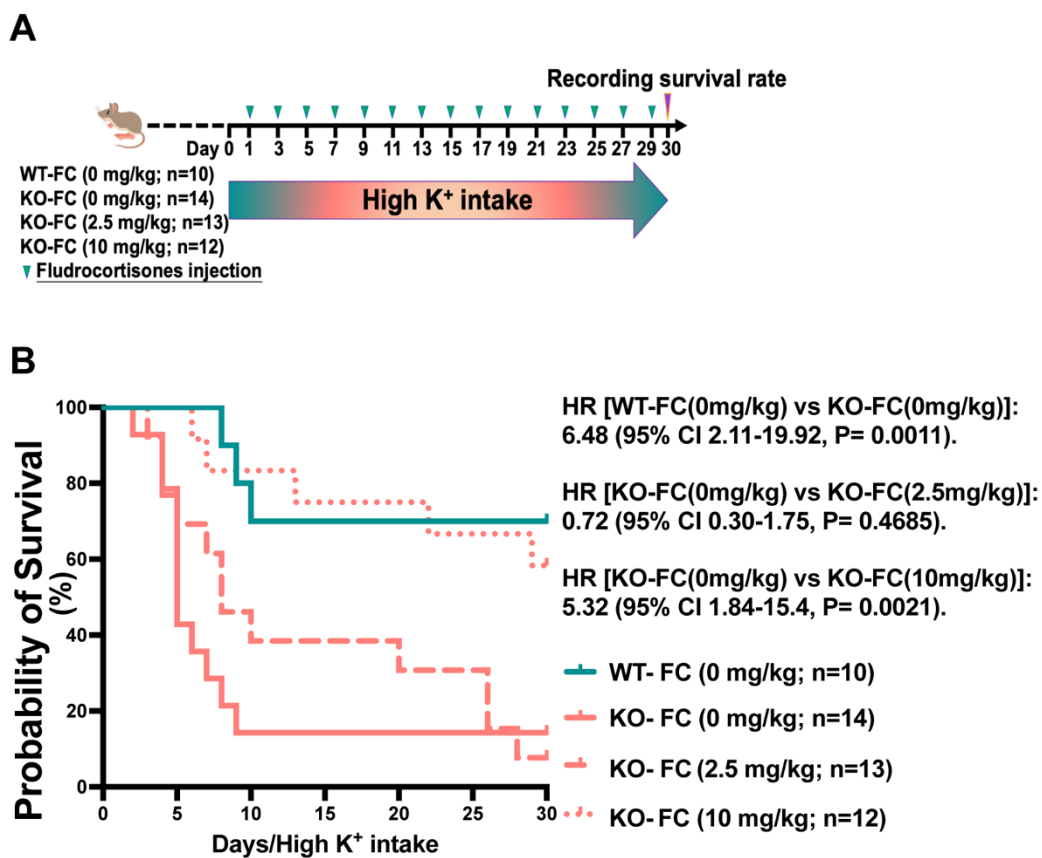 A
Recording survival rate
Day 0 1 3 5 7 9 11 13 15 17 19 21 23 25 27 29 30
WT-FC (0 mg/kg; n=10)
KO-FC (0 mg/kg; n=14)
KO-FC (2.5 mg/kg; n=13)
KO-FC (10 mg/kg; n=12)
Fludrocortisones injection
High K⁺ intake
B
Probability of Survival
(%)
100
80
60
40
20
0
0 5 10 15 20 25 30
Days/High K⁺ intake
HR [WT-FC(0mg/kg) vs KO-FC(0mg/kg)]:
6.48 (95% CI 2.11-19.92, P= 0.0011).
HR [KO-FC(0mg/kg) vs KO-FC(2.5mg/kg)]:
0.72 (95% CI 0.30-1.75, P= 0.4685).
HR [KO-FC(0mg/kg) vs KO-FC(10mg/kg)]:
5.32 (95% CI 1.84-15.4, P= 0.0021).
WT- FC (0 mg/kg; n=10)
KO- FC (0 mg/kg; n=14)
KO- FC (2.5 mg/kg; n=13)
KO- FC (10 mg/kg; n=12)